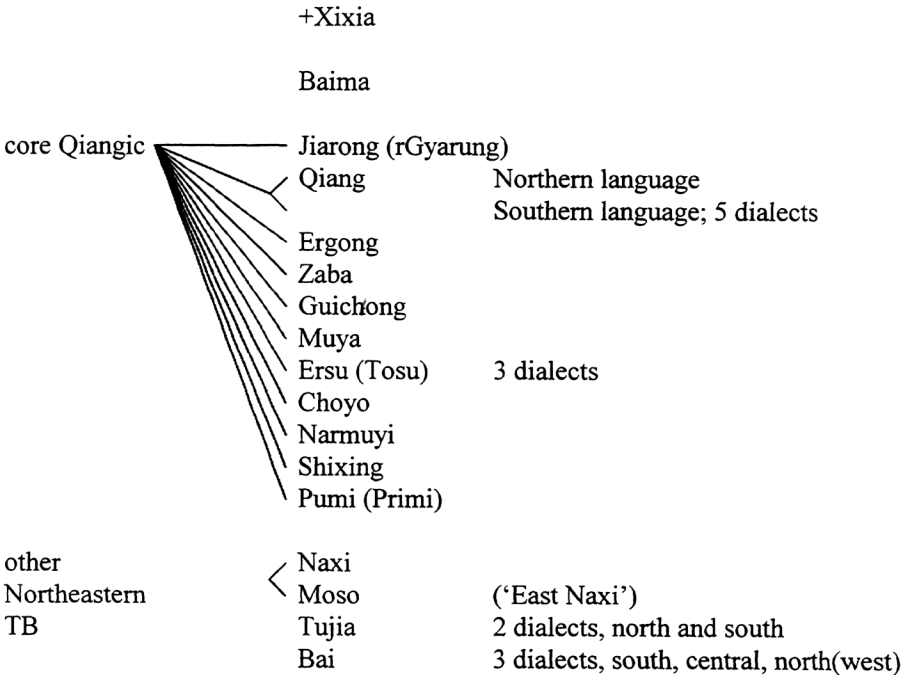 +Xixia
Baima
core Qiangic Jiarong (rGyarung)
Qiang Northern language
Southern language; 5 dialects
Ergong
Zaba
Guichong
Muya
Ersu (Tosu) 3 dialects
Choyo
Narmuyi
Shixing
Pumi (Primi)
other Naxi
Northeastern Moso (‘East Naxi’)
TB Tujia 2 dialects, north and south
Bai 3 dialects, south, central, north(west)